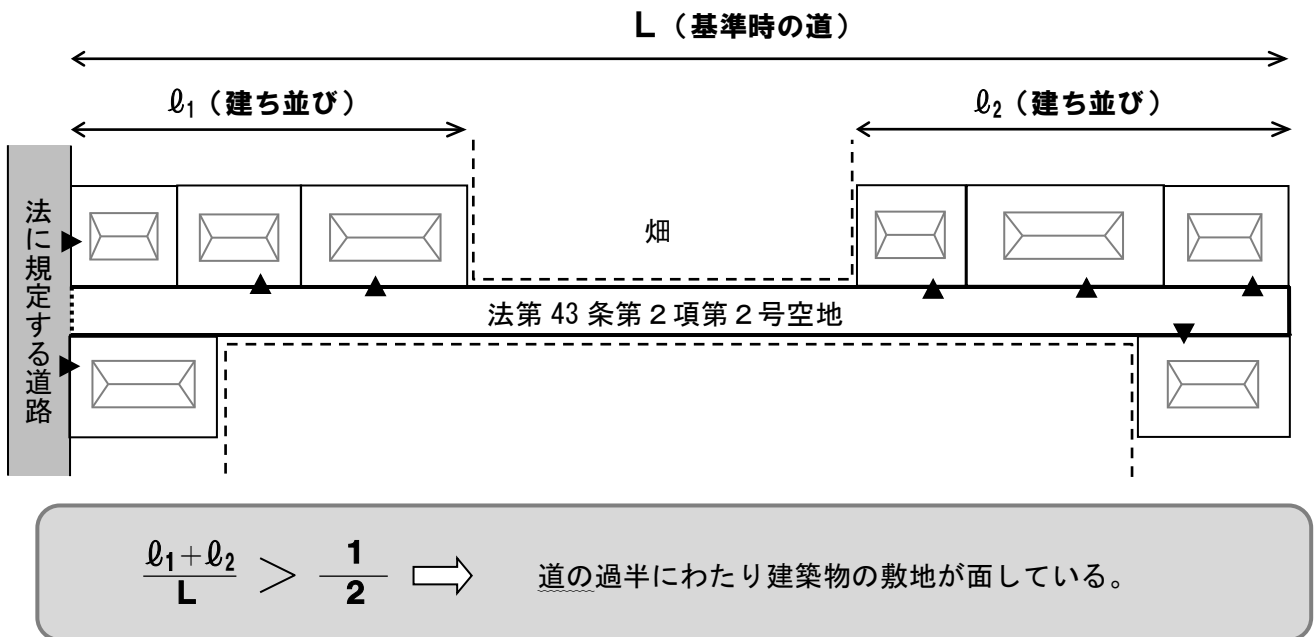 L（基準時の道）
ℓ₁（建ち並び）
ℓ₂（建ち並び）
法に規定する道路
畑
法第 43 条第２項第２号空地
ℓ₁＋ℓ₂
L
＞
1
2
道の過半にわたり建築物の敷地が面している。